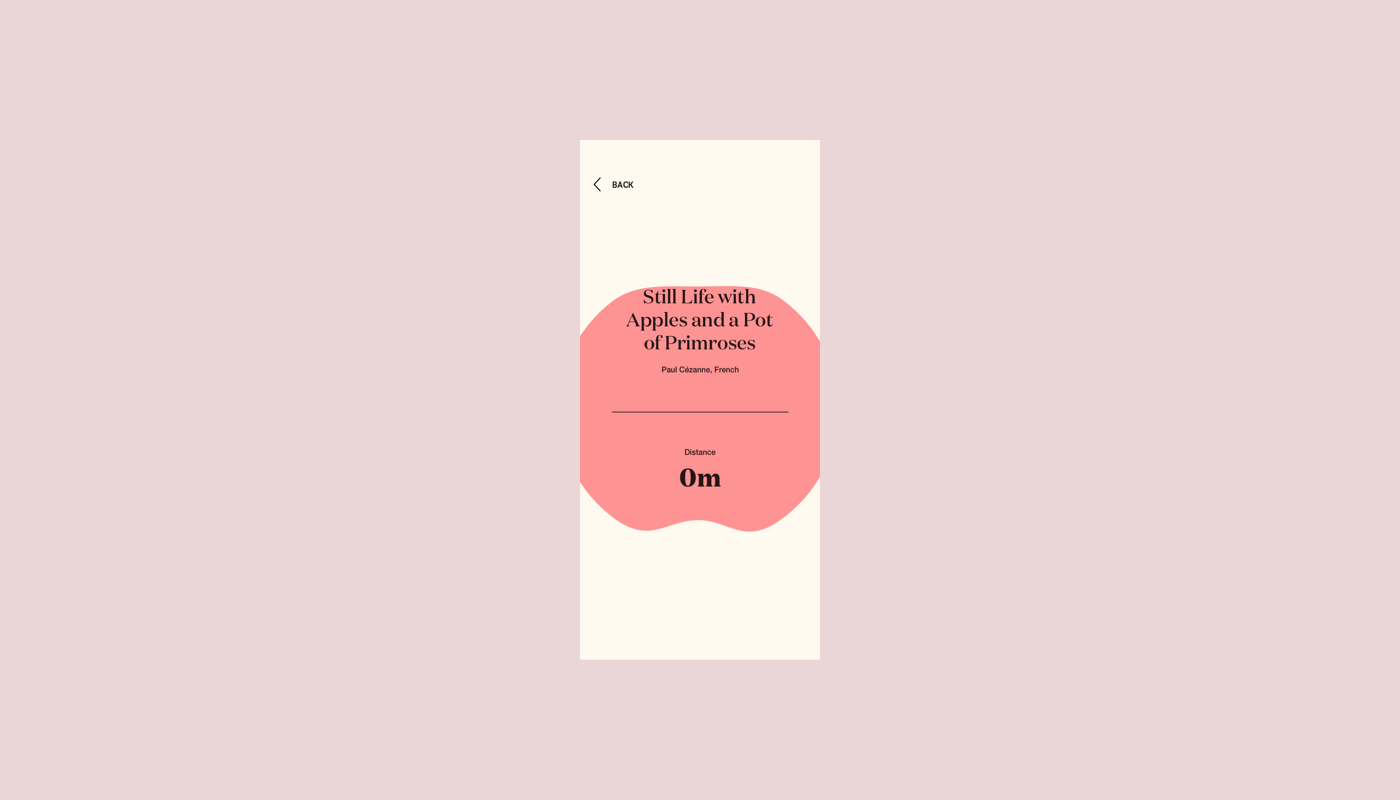 BACK
Still Life with
Apples and a Pot
of Primroses
Paul Cézanne, French
Distance
0m